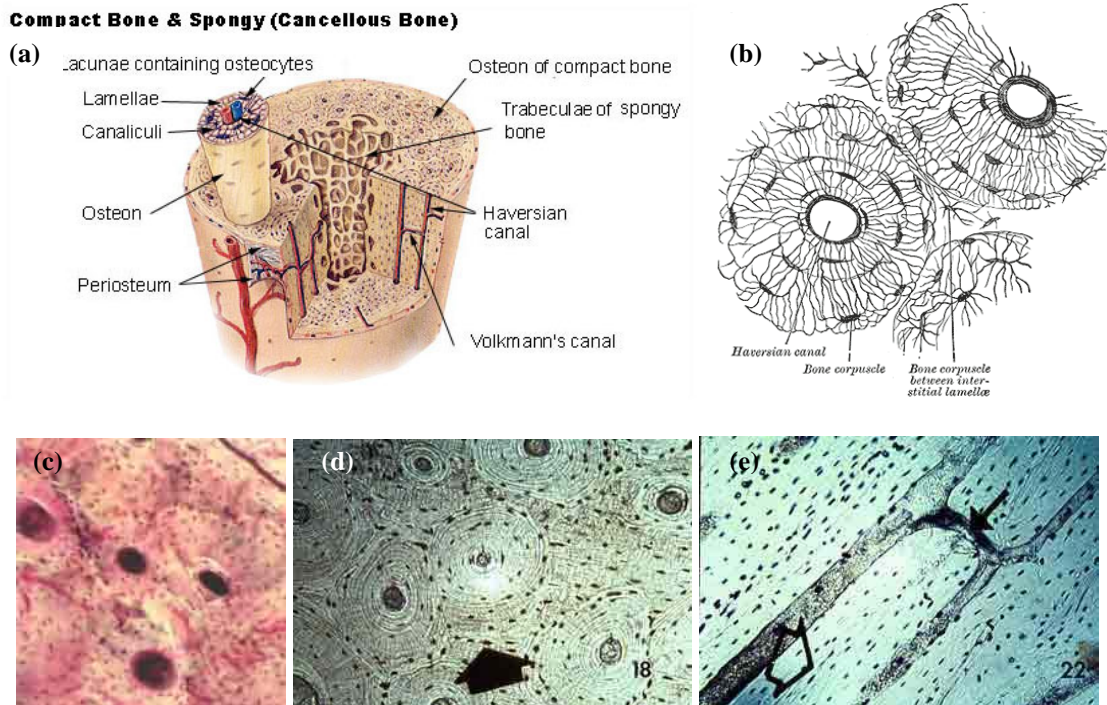 Compact Bone & Spongy (Cancellous Bone)
(a)
.acunae containing osteocytes
Lamellae
Canaliculi
Osteon
Periosteum
Osteon of compact bone
Trabeculae of spongy
bone
Haversian
canal
Volkmann's canal
(b)
Haversian canal
Bone corpuscle
Bone corpuscle
between inter-
stitial lamellæ
(c)
(d)
18
(e)
22